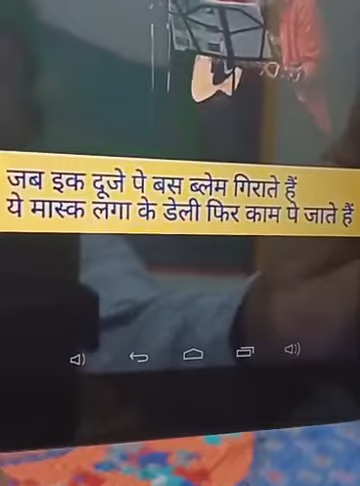 जब इक दूजे पे बस ब्लेम गिराते हैं
ये मास्क लगा के डेली फिर काम पे जाते हैं